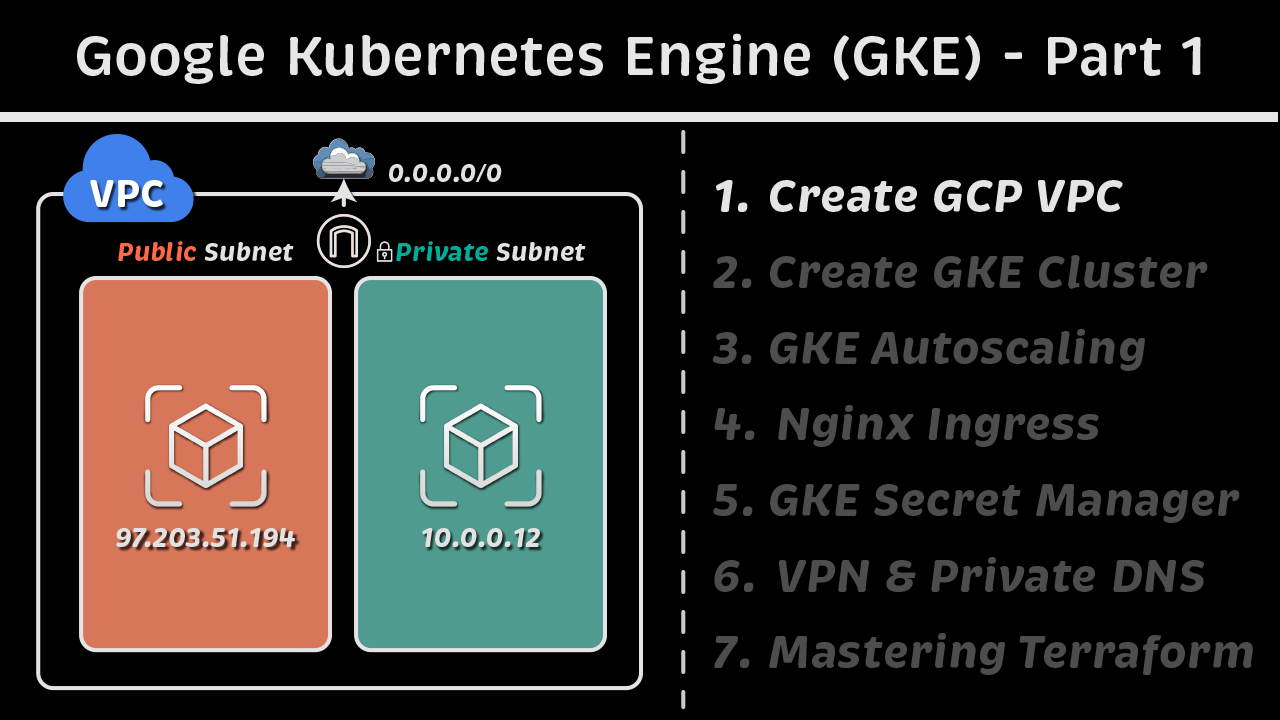 Google Kubernetes Engine (GKE) - Part 1
VPC
0.0.0.0/0
Public Subnet
Private Subnet
97.203.51.194
10.0.0.12
1. Create GCP VPC
2. Create GKE Cluster
3. GKE Autoscaling
4. Nginx Ingress
5. GKE Secret Manager
6. VPN & Private DNS
7. Mastering Terraform